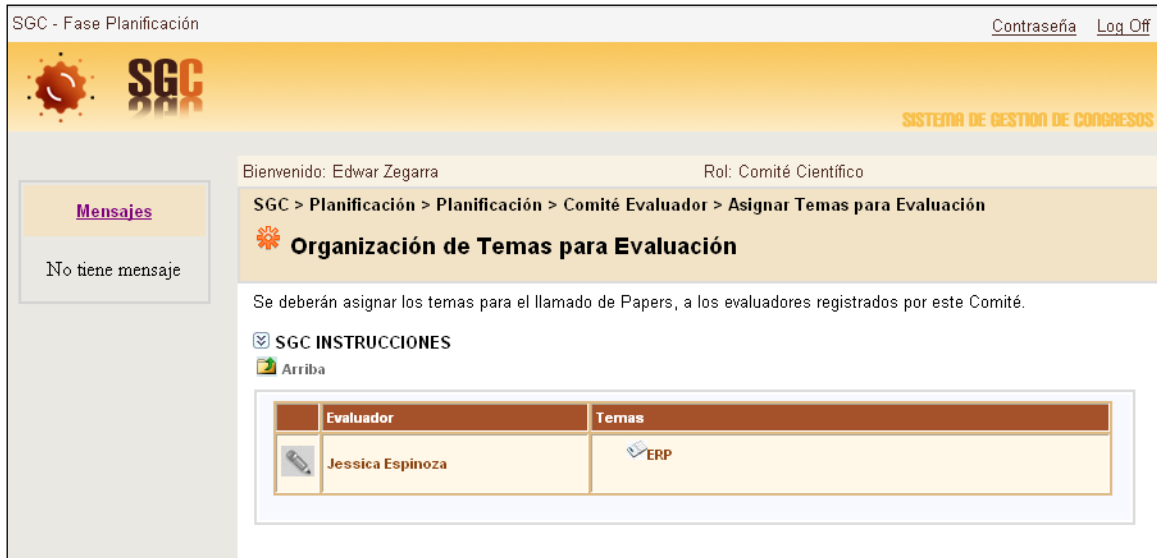 SGC - Fase Planificación
Contraseña Log Off
SGC
SISTEMA DE GESTION DE CONGRESOS
Bienvenido: Edwar Zegarra Rol: Comité Científico
Mensajes
No tiene mensaje
SGC > Planificación > Planificación > Comité Evaluador > Asignar Temas para Evaluación
Organización de Temas para Evaluación
Se deberán asignar los temas para el llamado de Papers, a los evaluadores registrados por este Comité.
SGC INSTRUCCIONES
Arriba
Evaluador Temas
Jessica Espinoza ERP